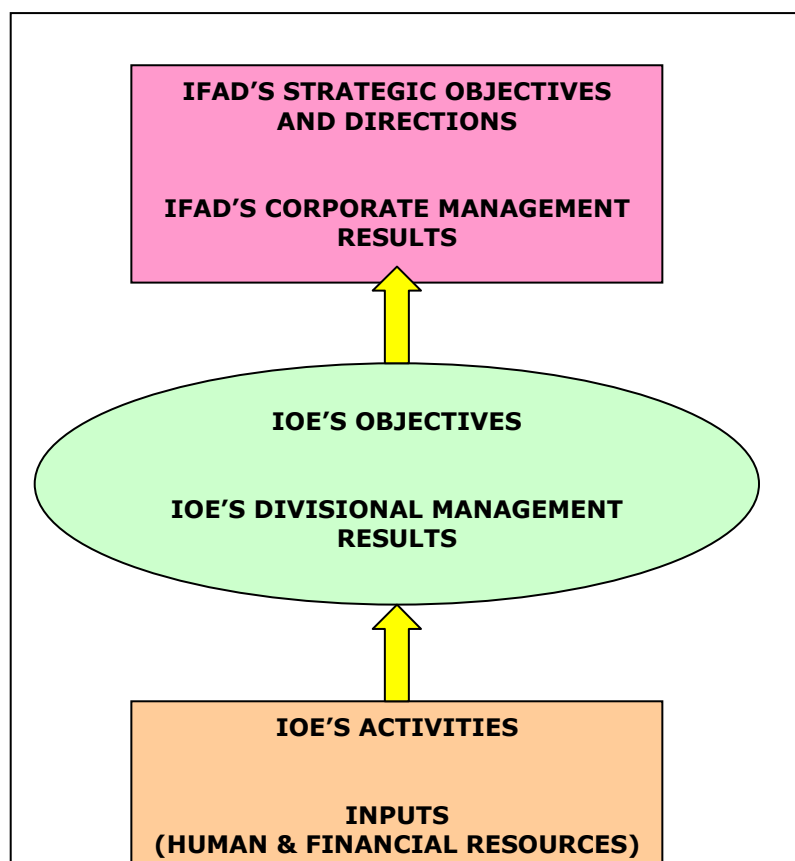 IFAD’S STRATEGIC OBJECTIVES
AND DIRECTIONS
IFAD’S CORPORATE MANAGEMENT
RESULTS
IOE’S OBJECTIVES
IOE’S DIVISIONAL MANAGEMENT
RESULTS
IOE’S ACTIVITIES
INPUTS
(HUMAN & FINANCIAL RESOURCES)